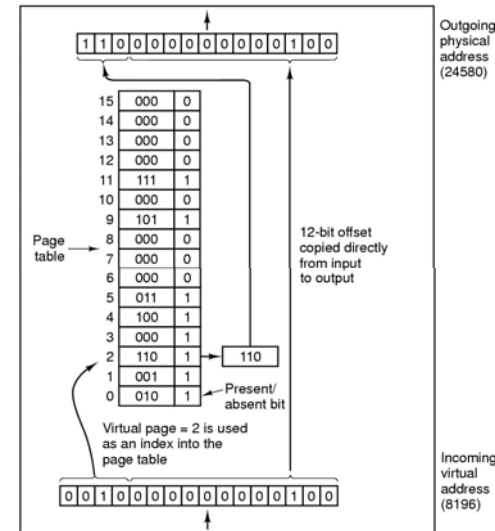 1 1 0 0 0 0 0 0 0 0 0 0 1 0 0
Outgoing
physical
address
(24580)
15 000 0
14 000 0
13 000 0
12 000 0
11 111 1
10 000 0
9 101 1
8 000 0
7 000 0
6 000 0
5 011 1
4 100 1
3 000 1
2 110 1
1 001 1
0 010 1
Page
table
110
12-bit offset
copied directly
from input
to output
Present/
absent bit
Virtual page = 2 is used
as an index into the
page table
0 0 1 0 0 0 0 0 0 0 0 0 0 1 0 0
Incoming
virtual
address
(8196)